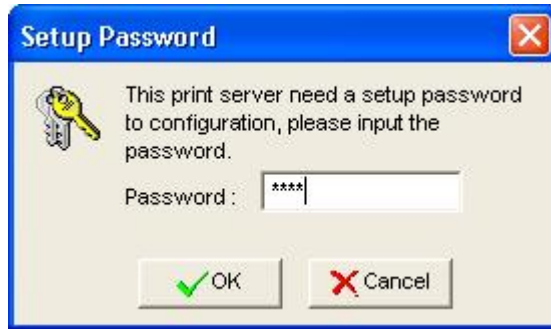 Setup Password
This print server need a setup password
to configuration, please input the
password.
Password : ****
OK Cancel